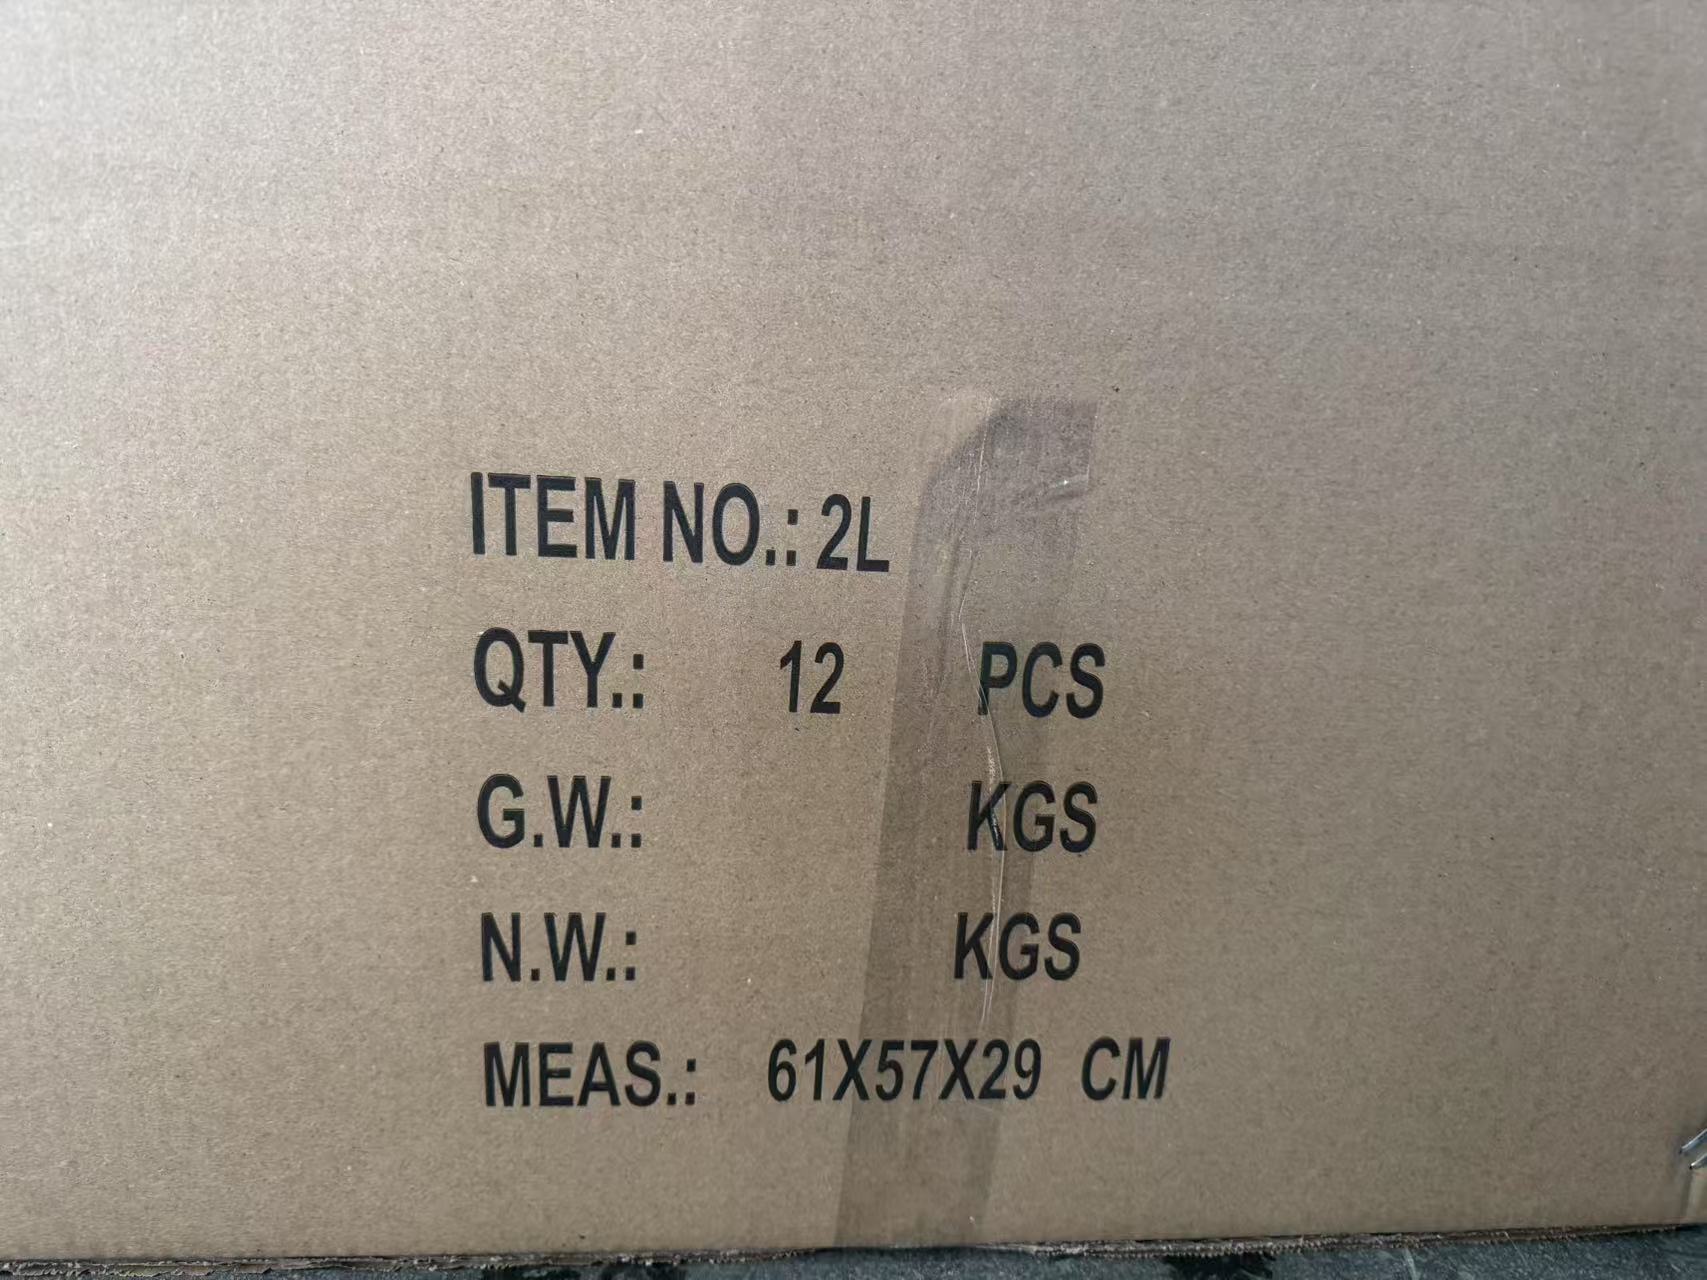 ITEM NO.: 2L
QTY.: 12 PCS
G.W.: KGS
N.W.: KGS
MEAS.: 61X57X29 CM